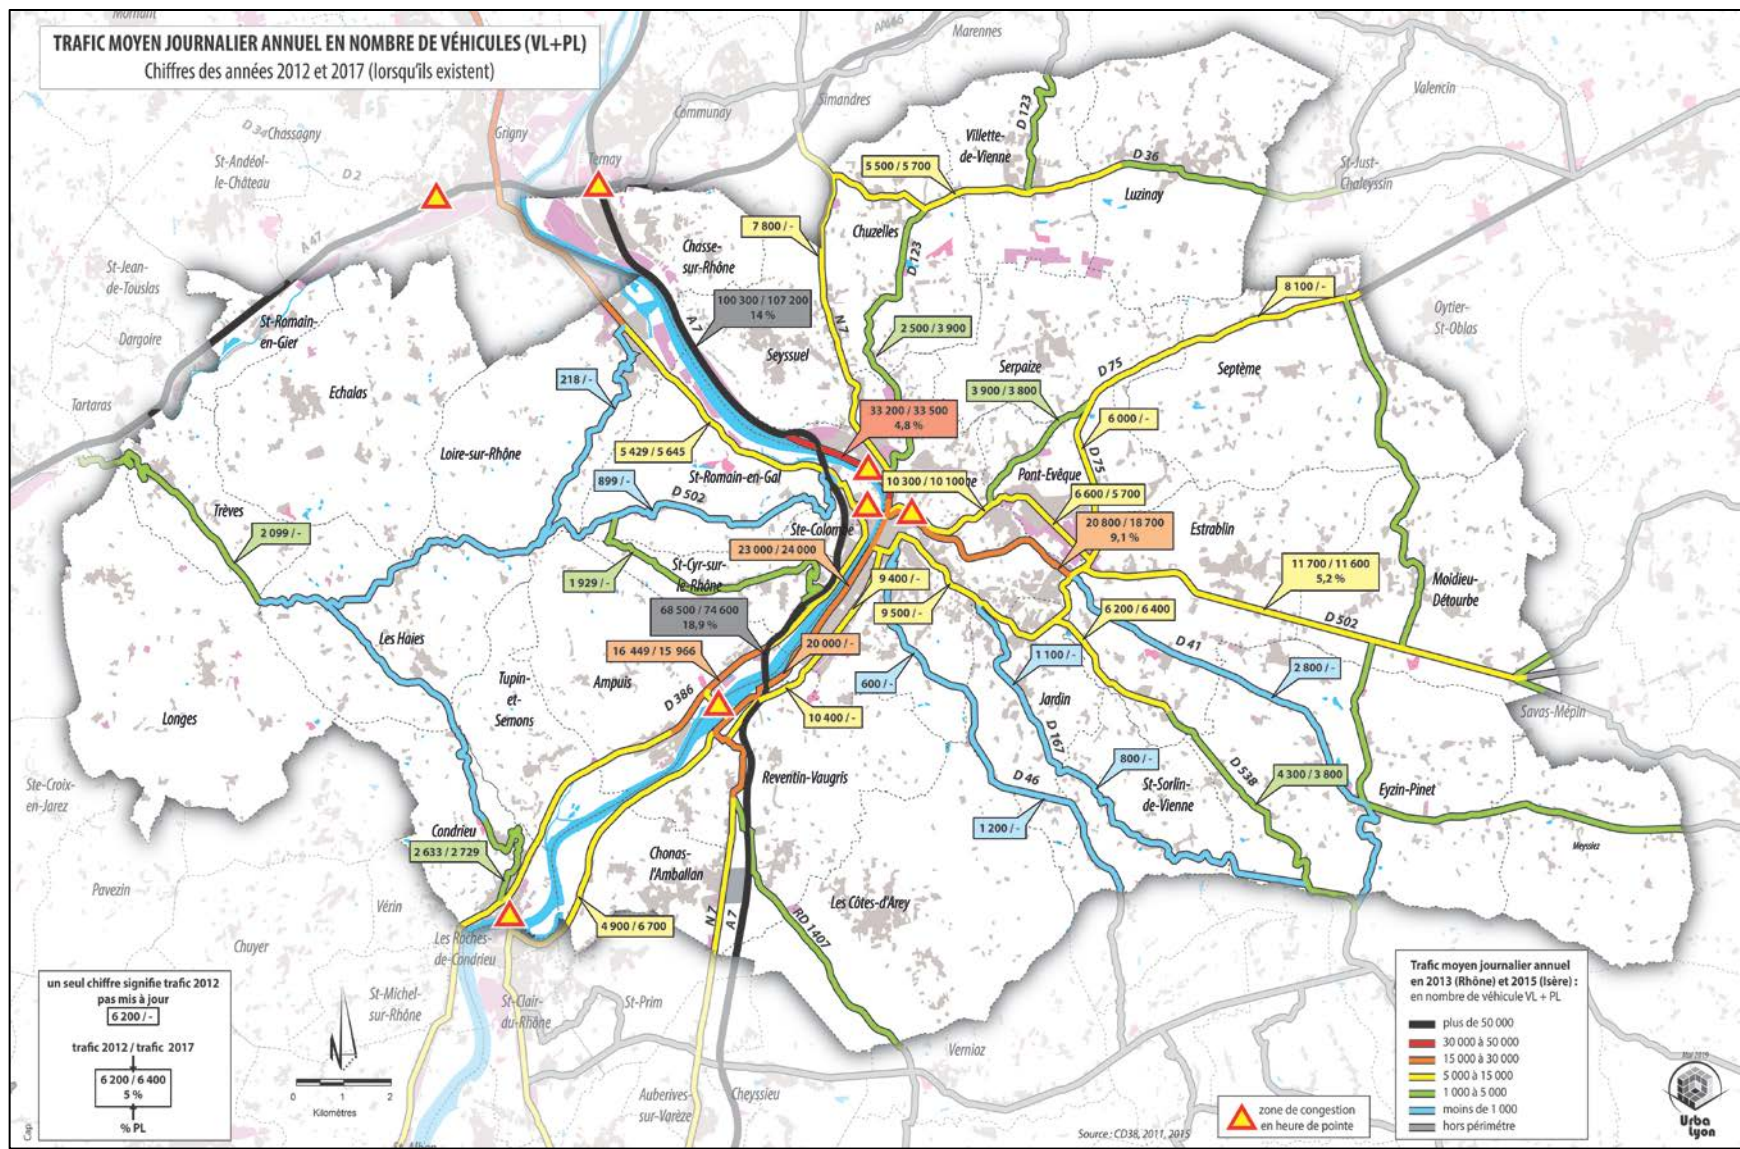 TRAFIC MOYEN JOURNALIER ANNUEL EN NOMBRE DE VÉHICULES (VL+PL)
Chiffres des années 2012 et 2017 (lorsqu'ils existent)
Mornant
A 46
Marennes
Simandres
Communay
Valencin
D 34
Chassagny
Grigny
Ternay
St-Andéol-
le-Château
D 2
Villette-
de-Vienne
D 123
D 36
St-Just-
Chaleyssin
5 500 / 5 700
Luzinay
A 47
7 800 / -
Chuzelles
Chasse-
sur-Rhône
D 123
St-Jean-
de-Touslas
Dargoire
St-Romain-
en-Gier
100 300 / 107 200
14 %
A 7
N 7
2 500 / 3 900
8 100 / -
Oytier-
St-Oblas
Seyssuel
Serpaize
D 75
Septème
Echalas
218 / -
3 900 / 3 800
Tartaras
33 200 / 33 500
4,8 %
6 000 / -
Loire-sur-Rhône
5 429 / 5 645
D 75
St-Romain-en-Gal
899 / -
D 502
10 300 / 10 100
ne
Pont-Evêque
6 600 / 5 700
Trèves
2 099 / -
Ste-Colombe
20 800 / 18 700
9,1 %
Estrablin
23 000 / 24 000
St-Cyr-sur-
le-Rhône
1 929 / -
9 400 / -
11 700 / 11 600
5,2 %
Moidieu-
Détourbe
68 500 / 74 600
18,9 %
9 500 / -
6 200 / 6 400
D 502
Les Haies
20 000 / -
D 41
16 449 / 15 966
1 100 / -
2 800 / -
Ampuis
D 386
600 / -
Tupin-
et-
Semons
Jardin
Longes
10 400 / -
Savas-Mépin
D 167
Reventin-Vaugris
800 / -
D 538
4 300 / 3 800
Ste-Croix-
en-Jarez
D 46
St-Sorlin-
de-Vienne
Eyzin-Pinet
1 200 / -
Condrieu
2 633 / 2 729
Chonas-
l'Amballan
Meyssiez
Pavezin
Vérin
Les Côtes-d'Arey
N 7
A 7
RD 1407
4 900 / 6 700
Chuyer
Les Roches-
de-Condrieu
un seul chiffre signifie trafic 2012
pas mis à jour
6 200 / -
trafic 2012 / trafic 2017
6 200 / 6 400
5 %
% PL
St-Michel-
sur-Rhône
St-Clair-
du-Rhône
St-Prim
N
0 1 2
Kilomètres
Vernioz
Auberives-
sur-Varèze
Cheyssieu
Cap.
zone de congestion
en heure de pointe
Source : CD38, 2011, 2015
Trafic moyen journalier annuel
en 2013 (Rhône) et 2015 (Isère) :
en nombre de véhicule VL + PL
plus de 50 000
30 000 à 50 000
15 000 à 30 000
5 000 à 15 000
1 000 à 5 000
moins de 1 000
hors périmétre
Mai 2019
Urba
Lyon